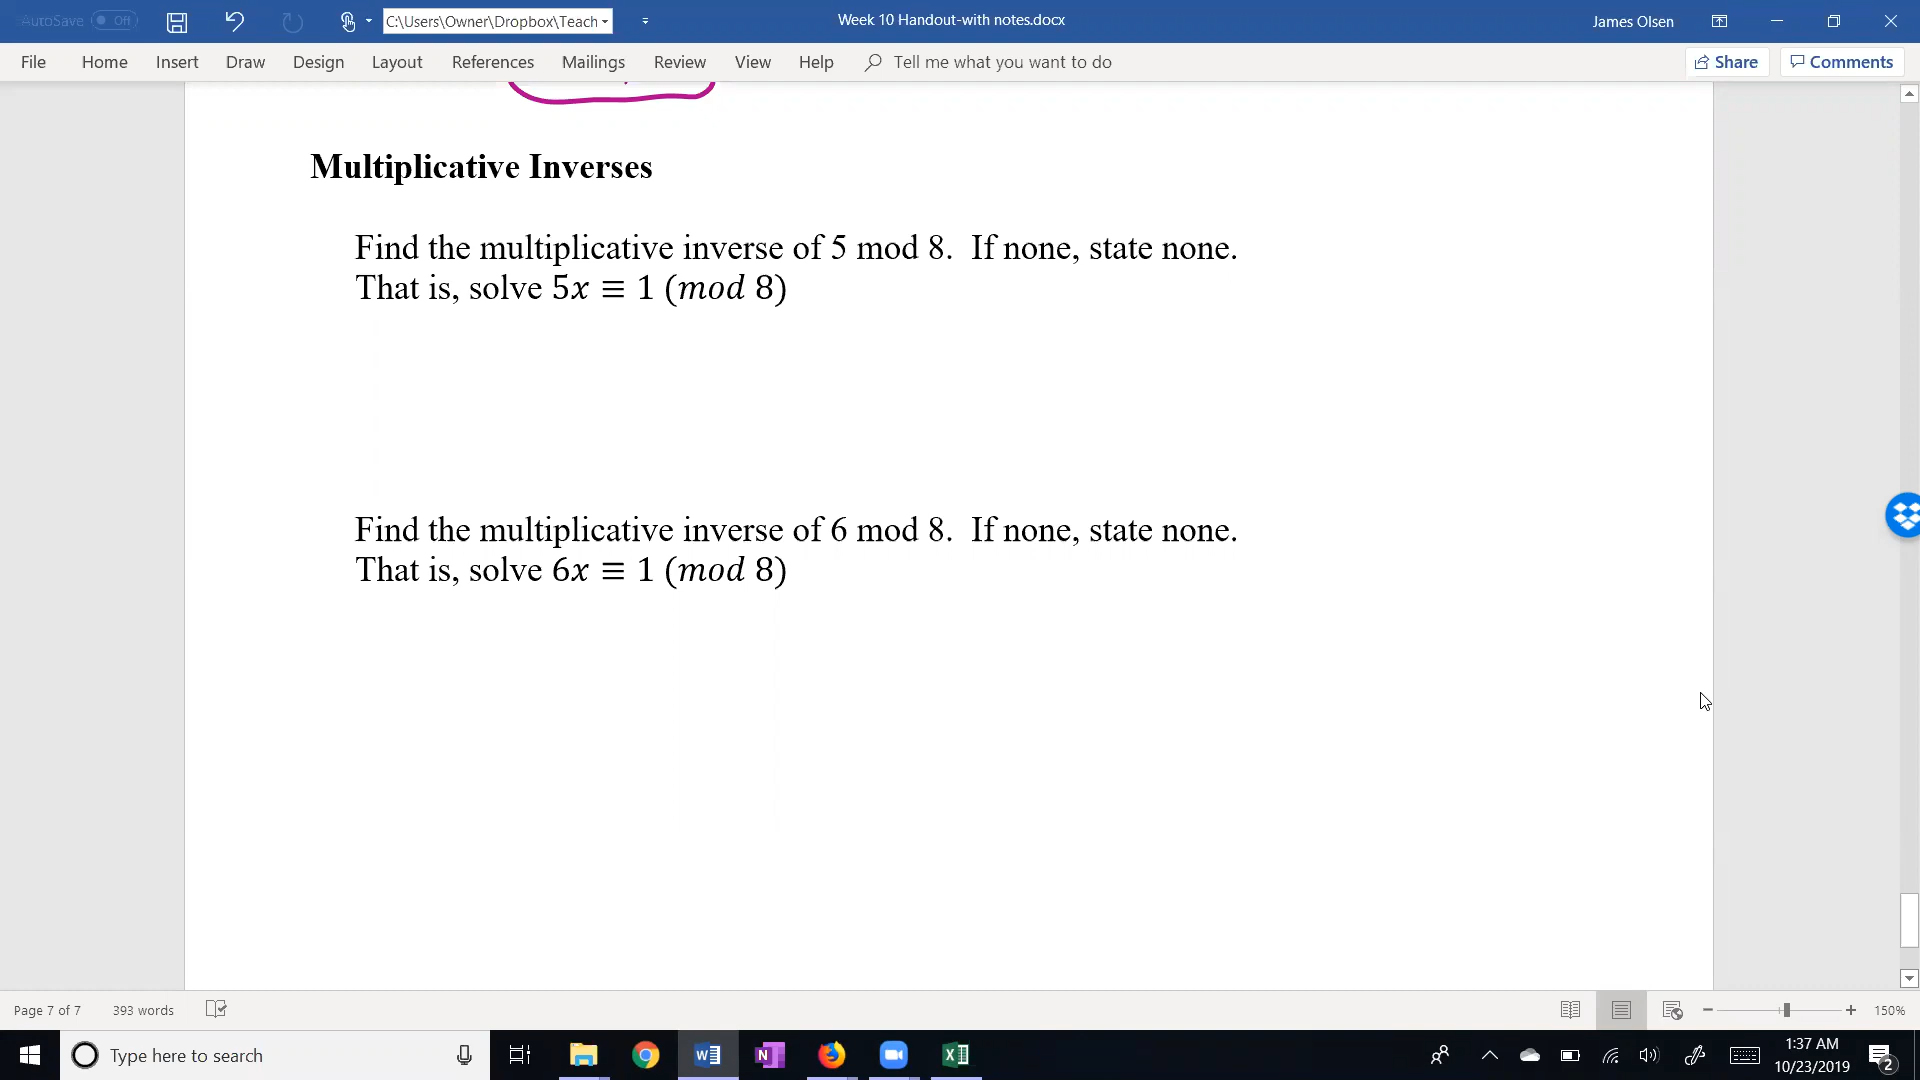 AutoSave Off C:\Users\Owner\Dropbox\Teach Week 10 Handout-with notes.docx James Olsen
File Home Insert Draw Design Layout References Mailings Review View Help Tell me what you want to do Share Comments
Multiplicative Inverses
Find the multiplicative inverse of 5 mod 8. If none, state none.
That is, solve 5x ≡ 1 (mod 8)
Find the multiplicative inverse of 6 mod 8. If none, state none.
That is, solve 6x ≡ 1 (mod 8)
Page 7 of 7 393 words 150%
Type here to search 1:37 AM
10/23/2019 2